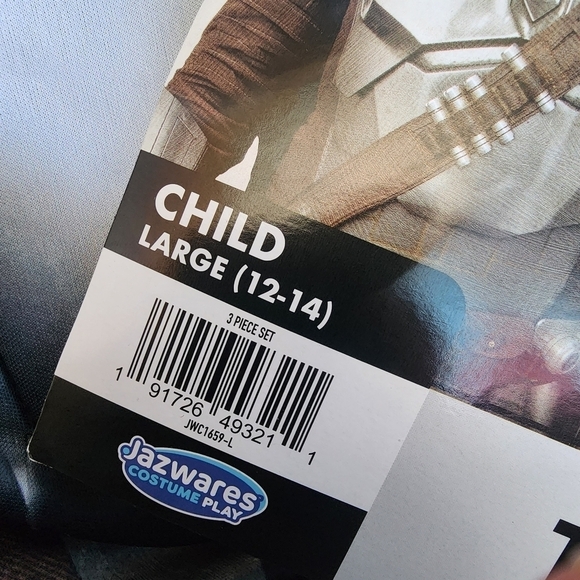 CHILD
LARGE (12-14)
3 PIECE SET
1 91726 49321 1
JWC1659-L
Jazwares
COSTUME PLAY